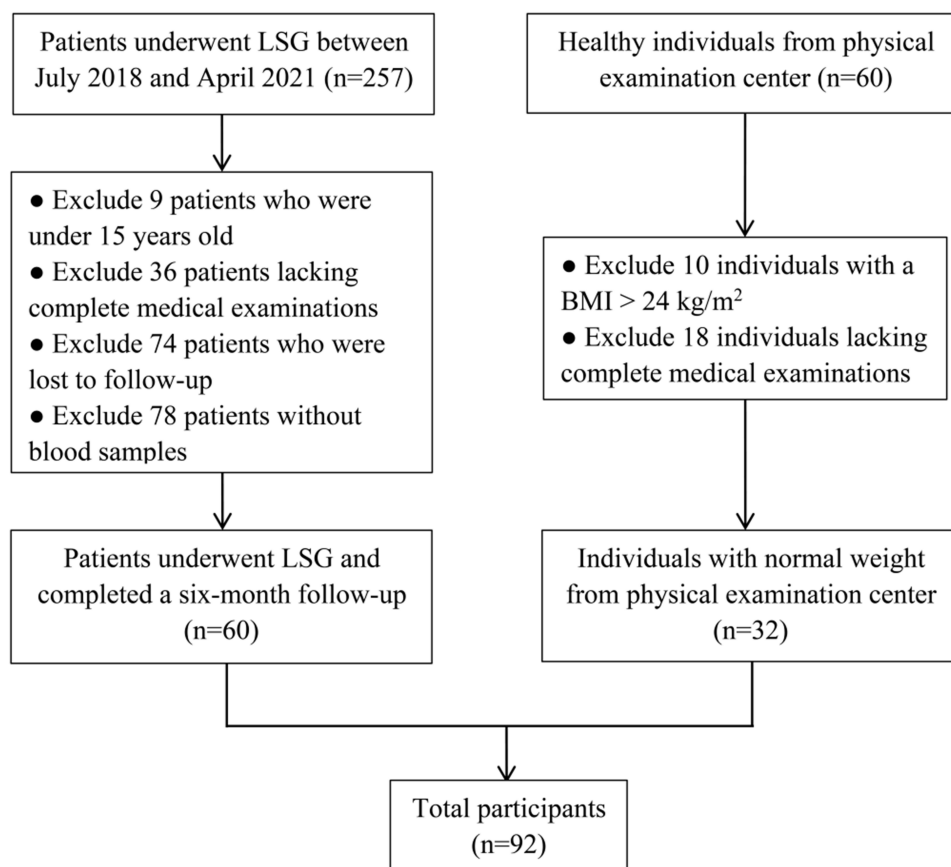 Patients underwent LSG between
July 2018 and April 2021 (n=257)
Healthy individuals from physical
examination center (n=60)
● Exclude 9 patients who were
under 15 years old
● Exclude 36 patients lacking
complete medical examinations
● Exclude 74 patients who were
lost to follow-up
● Exclude 78 patients without
blood samples
● Exclude 10 individuals with a
BMI > 24 kg/m²
● Exclude 18 individuals lacking
complete medical examinations
Patients underwent LSG and
completed a six-month follow-up
(n=60)
Individuals with normal weight
from physical examination center
(n=32)
Total participants
(n=92)